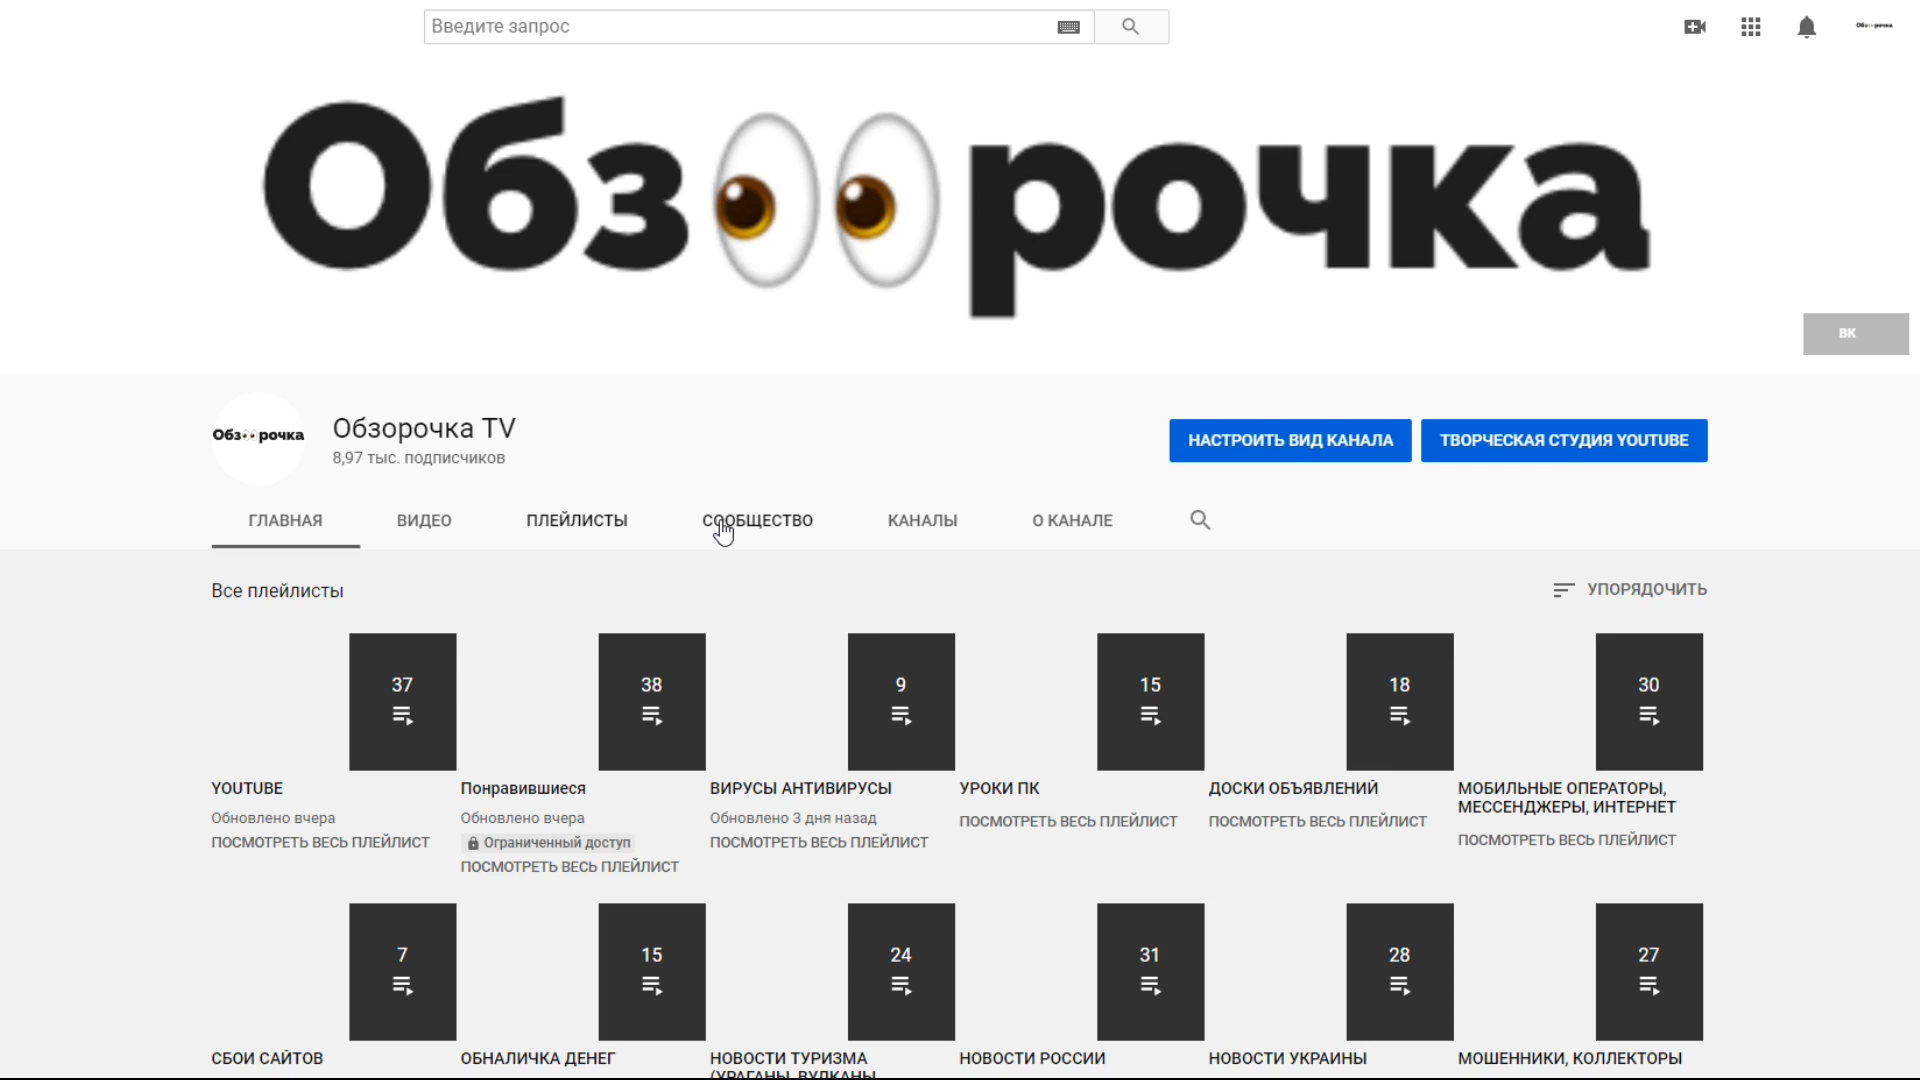 Введите запрос
Обз👀рочка
ВК
Обз👀рочка
Обзорочка TV
8,97 тыс. подписчиков
НАСТРОИТЬ ВИД КАНАЛА
ТВОРЧЕСКАЯ СТУДИЯ YOUTUBE
ГЛАВНАЯ ВИДЕО ПЛЕЙЛИСТЫ СООБЩЕСТВО КАНАЛЫ О КАНАЛЕ
Все плейлисты
УПОРЯДОЧИТЬ
37
YOUTUBE
Обновлено вчера
ПОСМОТРЕТЬ ВЕСЬ ПЛЕЙЛИСТ
38
Понравившиеся
Обновлено вчера
Ограниченный доступ
ПОСМОТРЕТЬ ВЕСЬ ПЛЕЙЛИСТ
9
ВИРУСЫ АНТИВИРУСЫ
Обновлено 3 дня назад
ПОСМОТРЕТЬ ВЕСЬ ПЛЕЙЛИСТ
15
УРОКИ ПК
ПОСМОТРЕТЬ ВЕСЬ ПЛЕЙЛИСТ
18
ДОСКИ ОБЪЯВЛЕНИЙ
ПОСМОТРЕТЬ ВЕСЬ ПЛЕЙЛИСТ
30
МОБИЛЬНЫЕ ОПЕРАТОРЫ,
МЕССЕНДЖЕРЫ, ИНТЕРНЕТ
ПОСМОТРЕТЬ ВЕСЬ ПЛЕЙЛИСТ
7
СБОИ САЙТОВ
15
ОБНАЛИЧКА ДЕНЕГ
24
НОВОСТИ ТУРИЗМА
(УРАГАНЫ, ВУЛКАНЫ
31
НОВОСТИ РОССИИ
28
НОВОСТИ УКРАИНЫ
27
МОШЕННИКИ, КОЛЛЕКТОРЫ